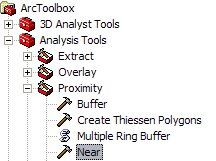 ArcToolbox
3D Analyst Tools
Analysis Tools
Extract
Overlay
Proximity
Buffer
Create Thiessen Polygons
Multiple Ring Buffer
Near